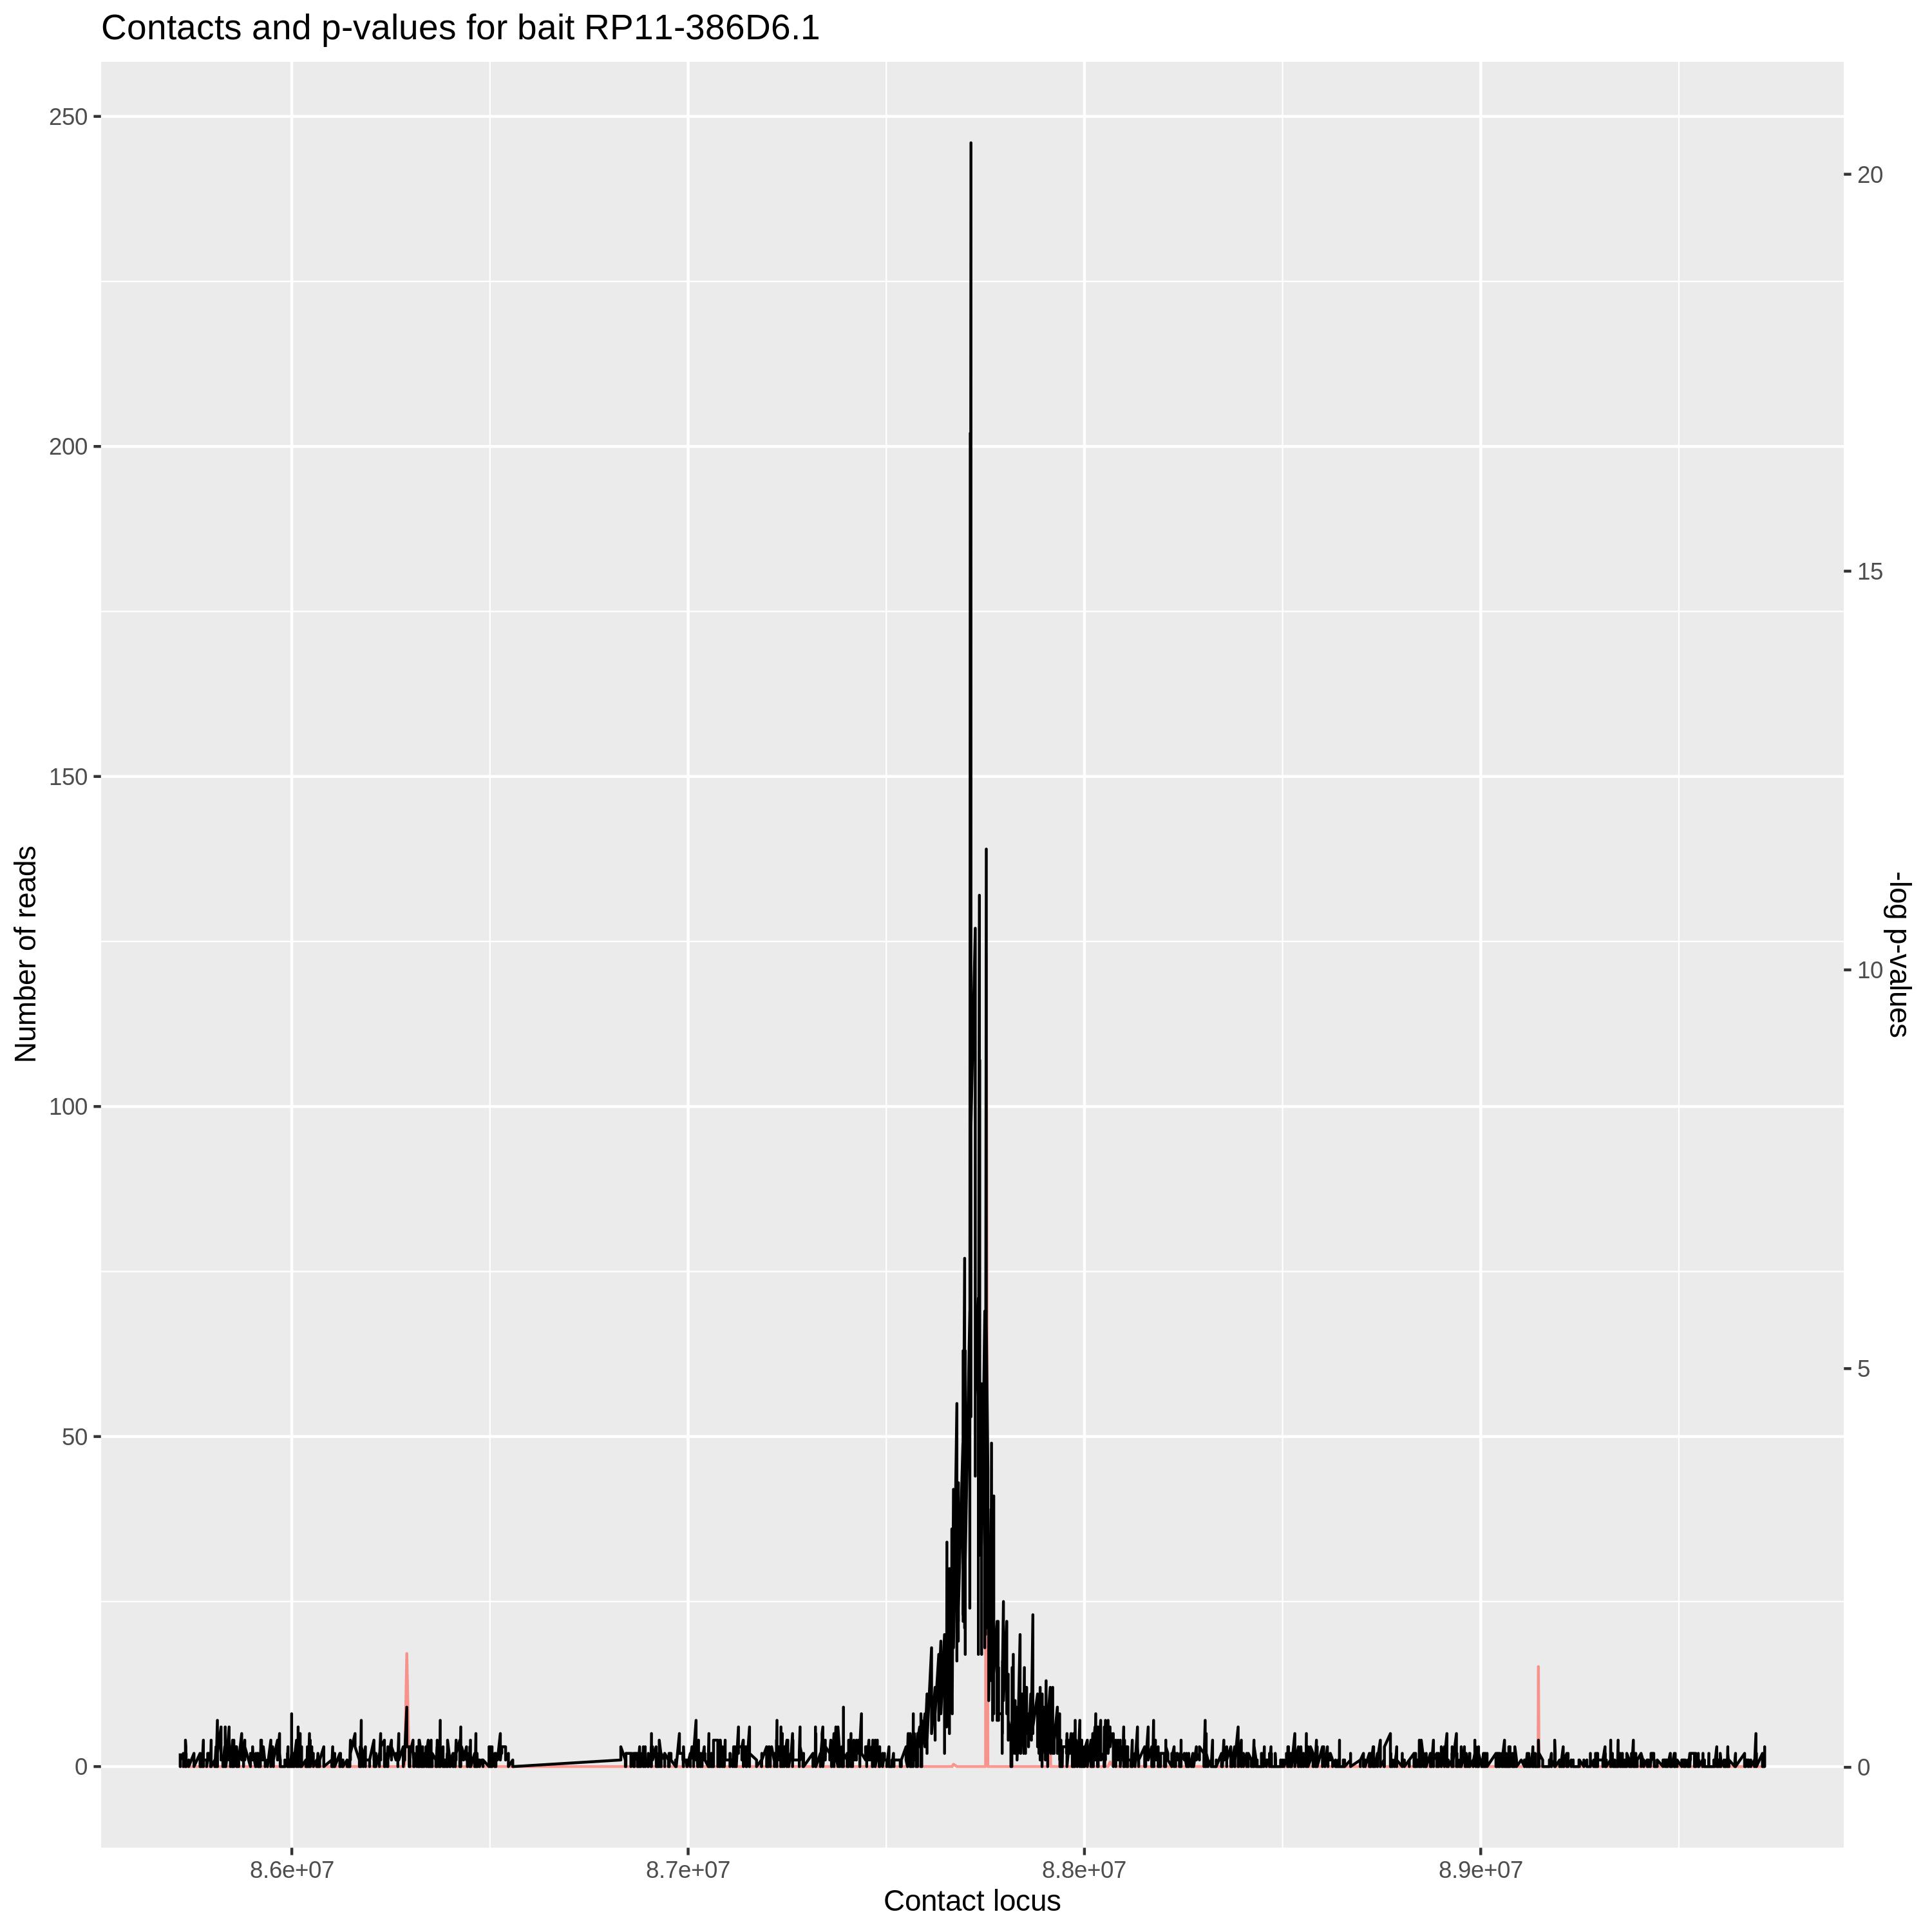 Contacts and p-values for bait RP11-386D6.1
250
200
150
100
50
0
Number of reads
20
15
10
5
0
-log p-values
8.6e+07
8.7e+07
8.8e+07
8.9e+07
Contact locus